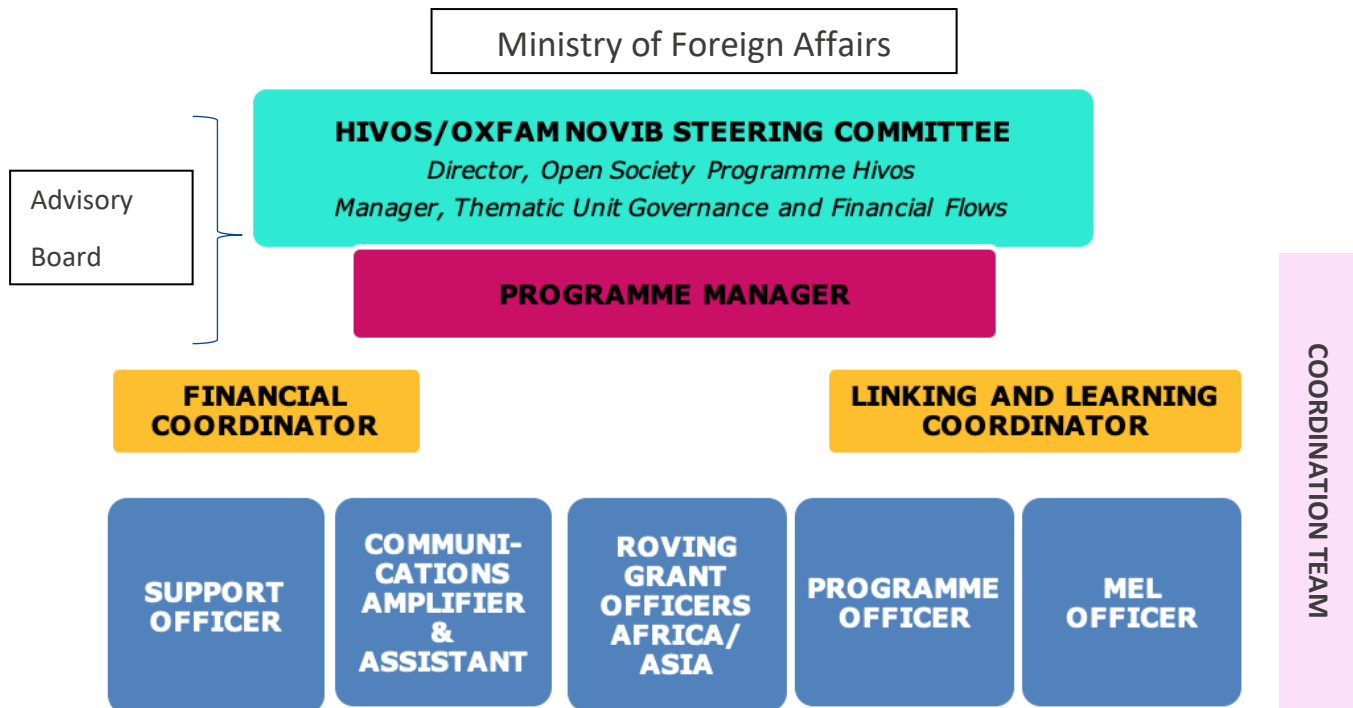 Ministry of Foreign Affairs
HIVOS/OXFAM NOVIB STEERING COMMITTEE
Director, Open Society Programme Hivos
Manager, Thematic Unit Governance and Financial Flows
Advisory
Board
PROGRAMME MANAGER
FINANCIAL
COORDINATOR
LINKING AND LEARNING
COORDINATOR
COORDINATION TEAM
SUPPORT
OFFICER
COMMUNI-
CATIONS
AMPLIFIER
&
ASSISTANT
ROVING
GRANT
OFFICERS
AFRICA/
ASIA
PROGRAMME
OFFICER
MEL
OFFICER